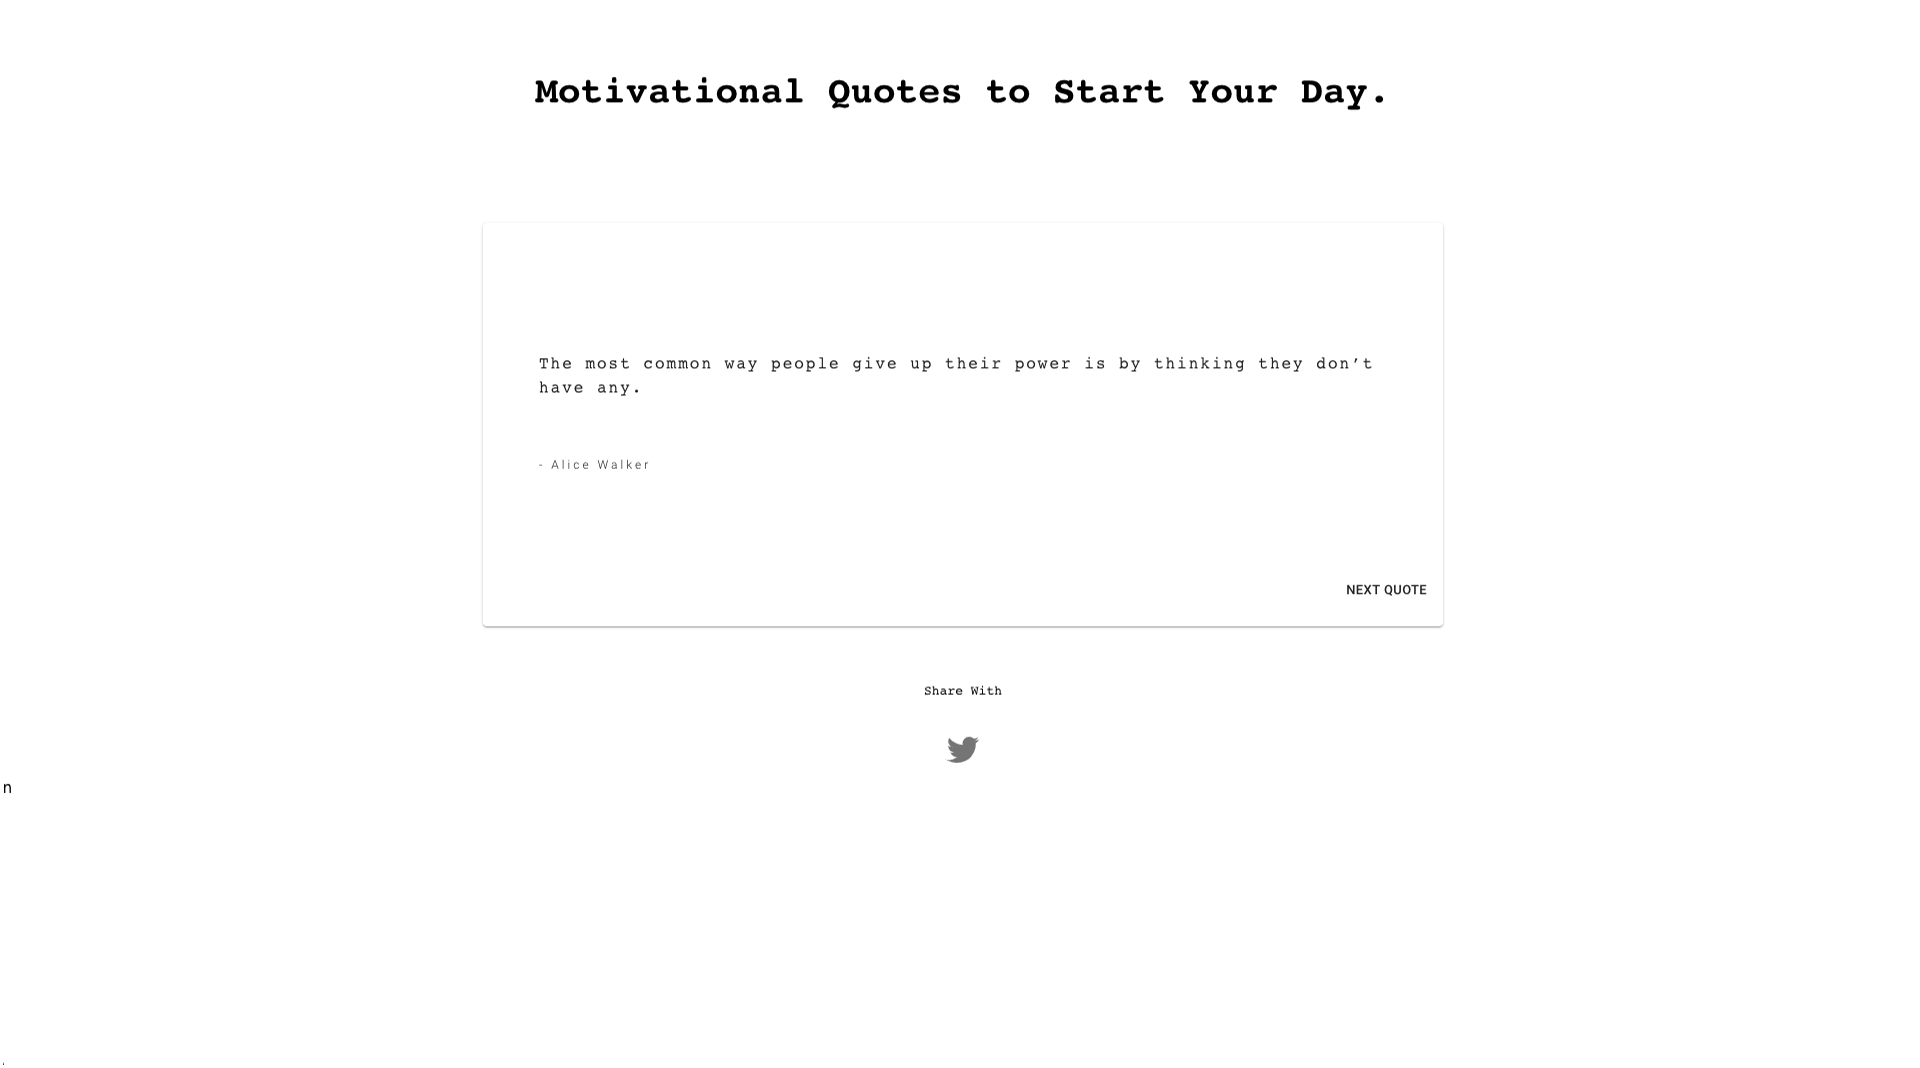 Motivational Quotes to Start Your Day.
The most common way people give up their power is by thinking they don’t
have any.
- Alice Walker
NEXT QUOTE
Share With
n